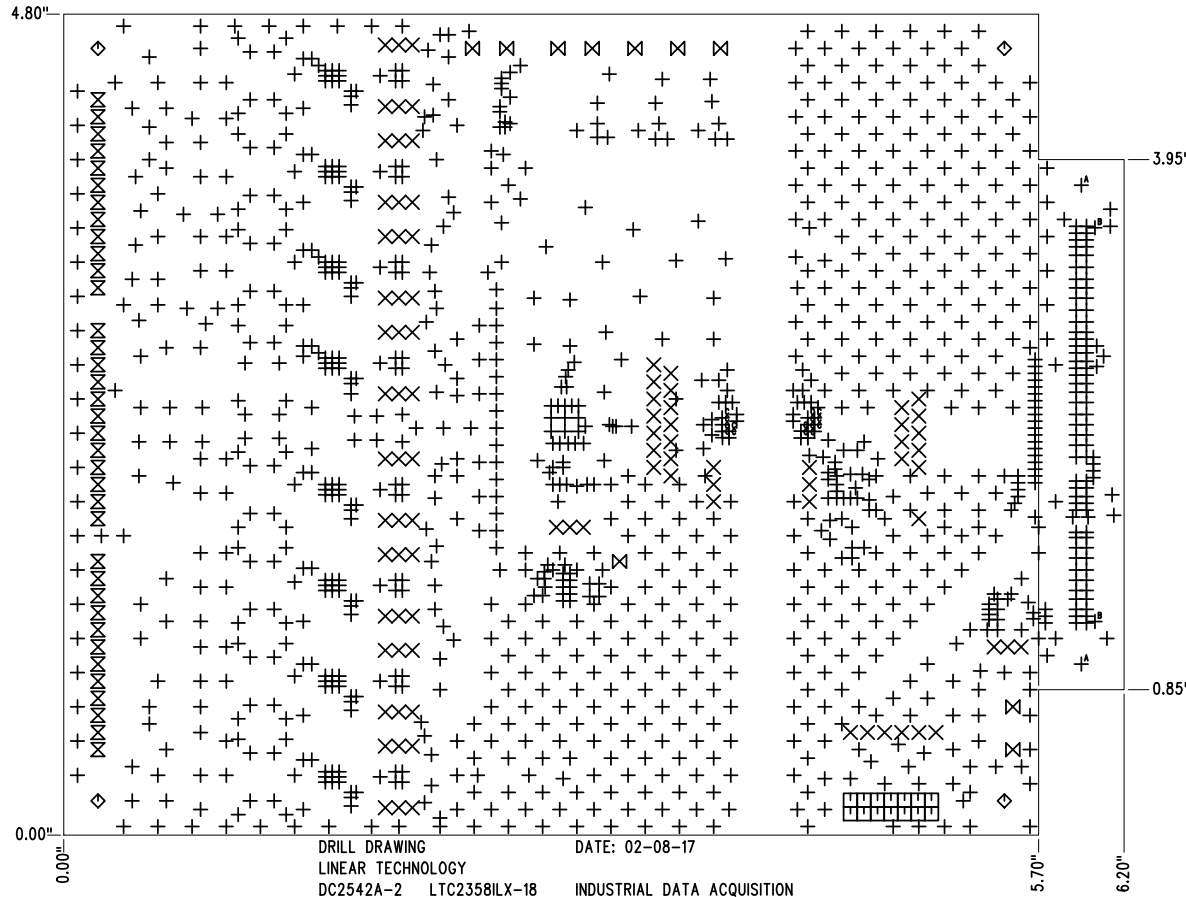 4.80"
A
3.95"
B
B
A
0.85"
0.00"
0.00"
5.70"
6.20"
DRILL DRAWING DATE: 02-08-17
LINEAR TECHNOLOGY
DC2542A-2 LTC2358ILX-18 INDUSTRIAL DATA ACQUISITION